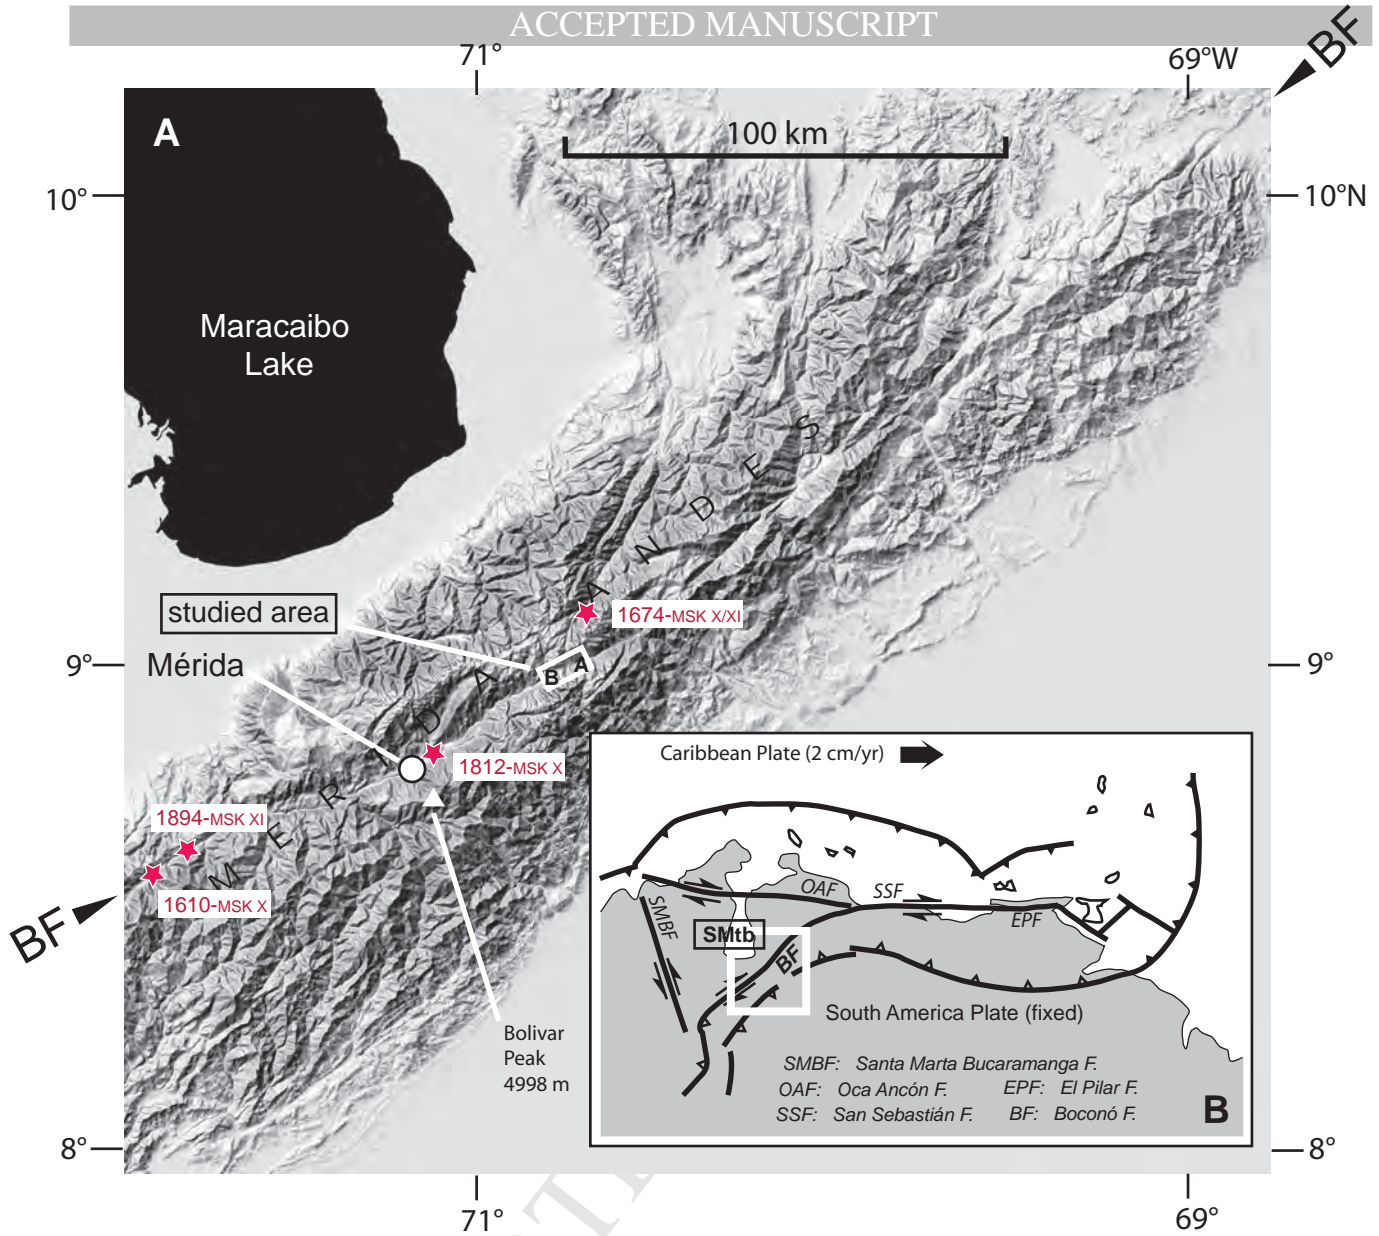 ACCEPTED MANUSCRIPT
71°
69°W
BF
A
100 km
10°
10°N
Maracaibo
Lake
MÉRIDA ANDES
studied area
1674-MSK X/XI
9°
9°
Mérida
B
A
1812-MSK X
1894-MSK XI
1610-MSK X
BF
Bolivar
Peak
4998 m
Caribbean Plate (2 cm/yr)
OAF
SSF
EPF
SMBF
SMtb
BF
South America Plate (fixed)
SMBF: Santa Marta Bucaramanga F.
OAF: Oca Ancón F. EPF: El Pilar F.
SSF: San Sebastián F. BF: Boconó F.
B
8°
8°
71°
69°